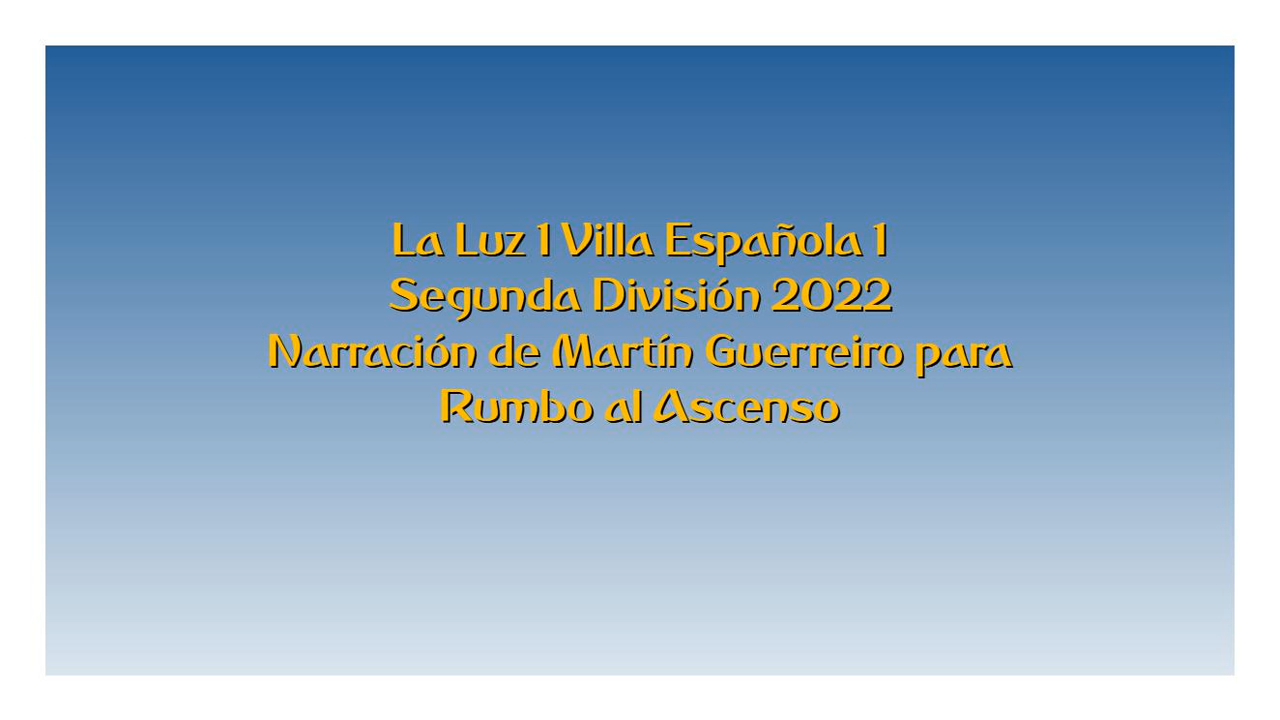 La Luz 1 Villa Española 1
Segunda División 2022
Narración de Martín Guerreiro para
Rumbo al Ascenso